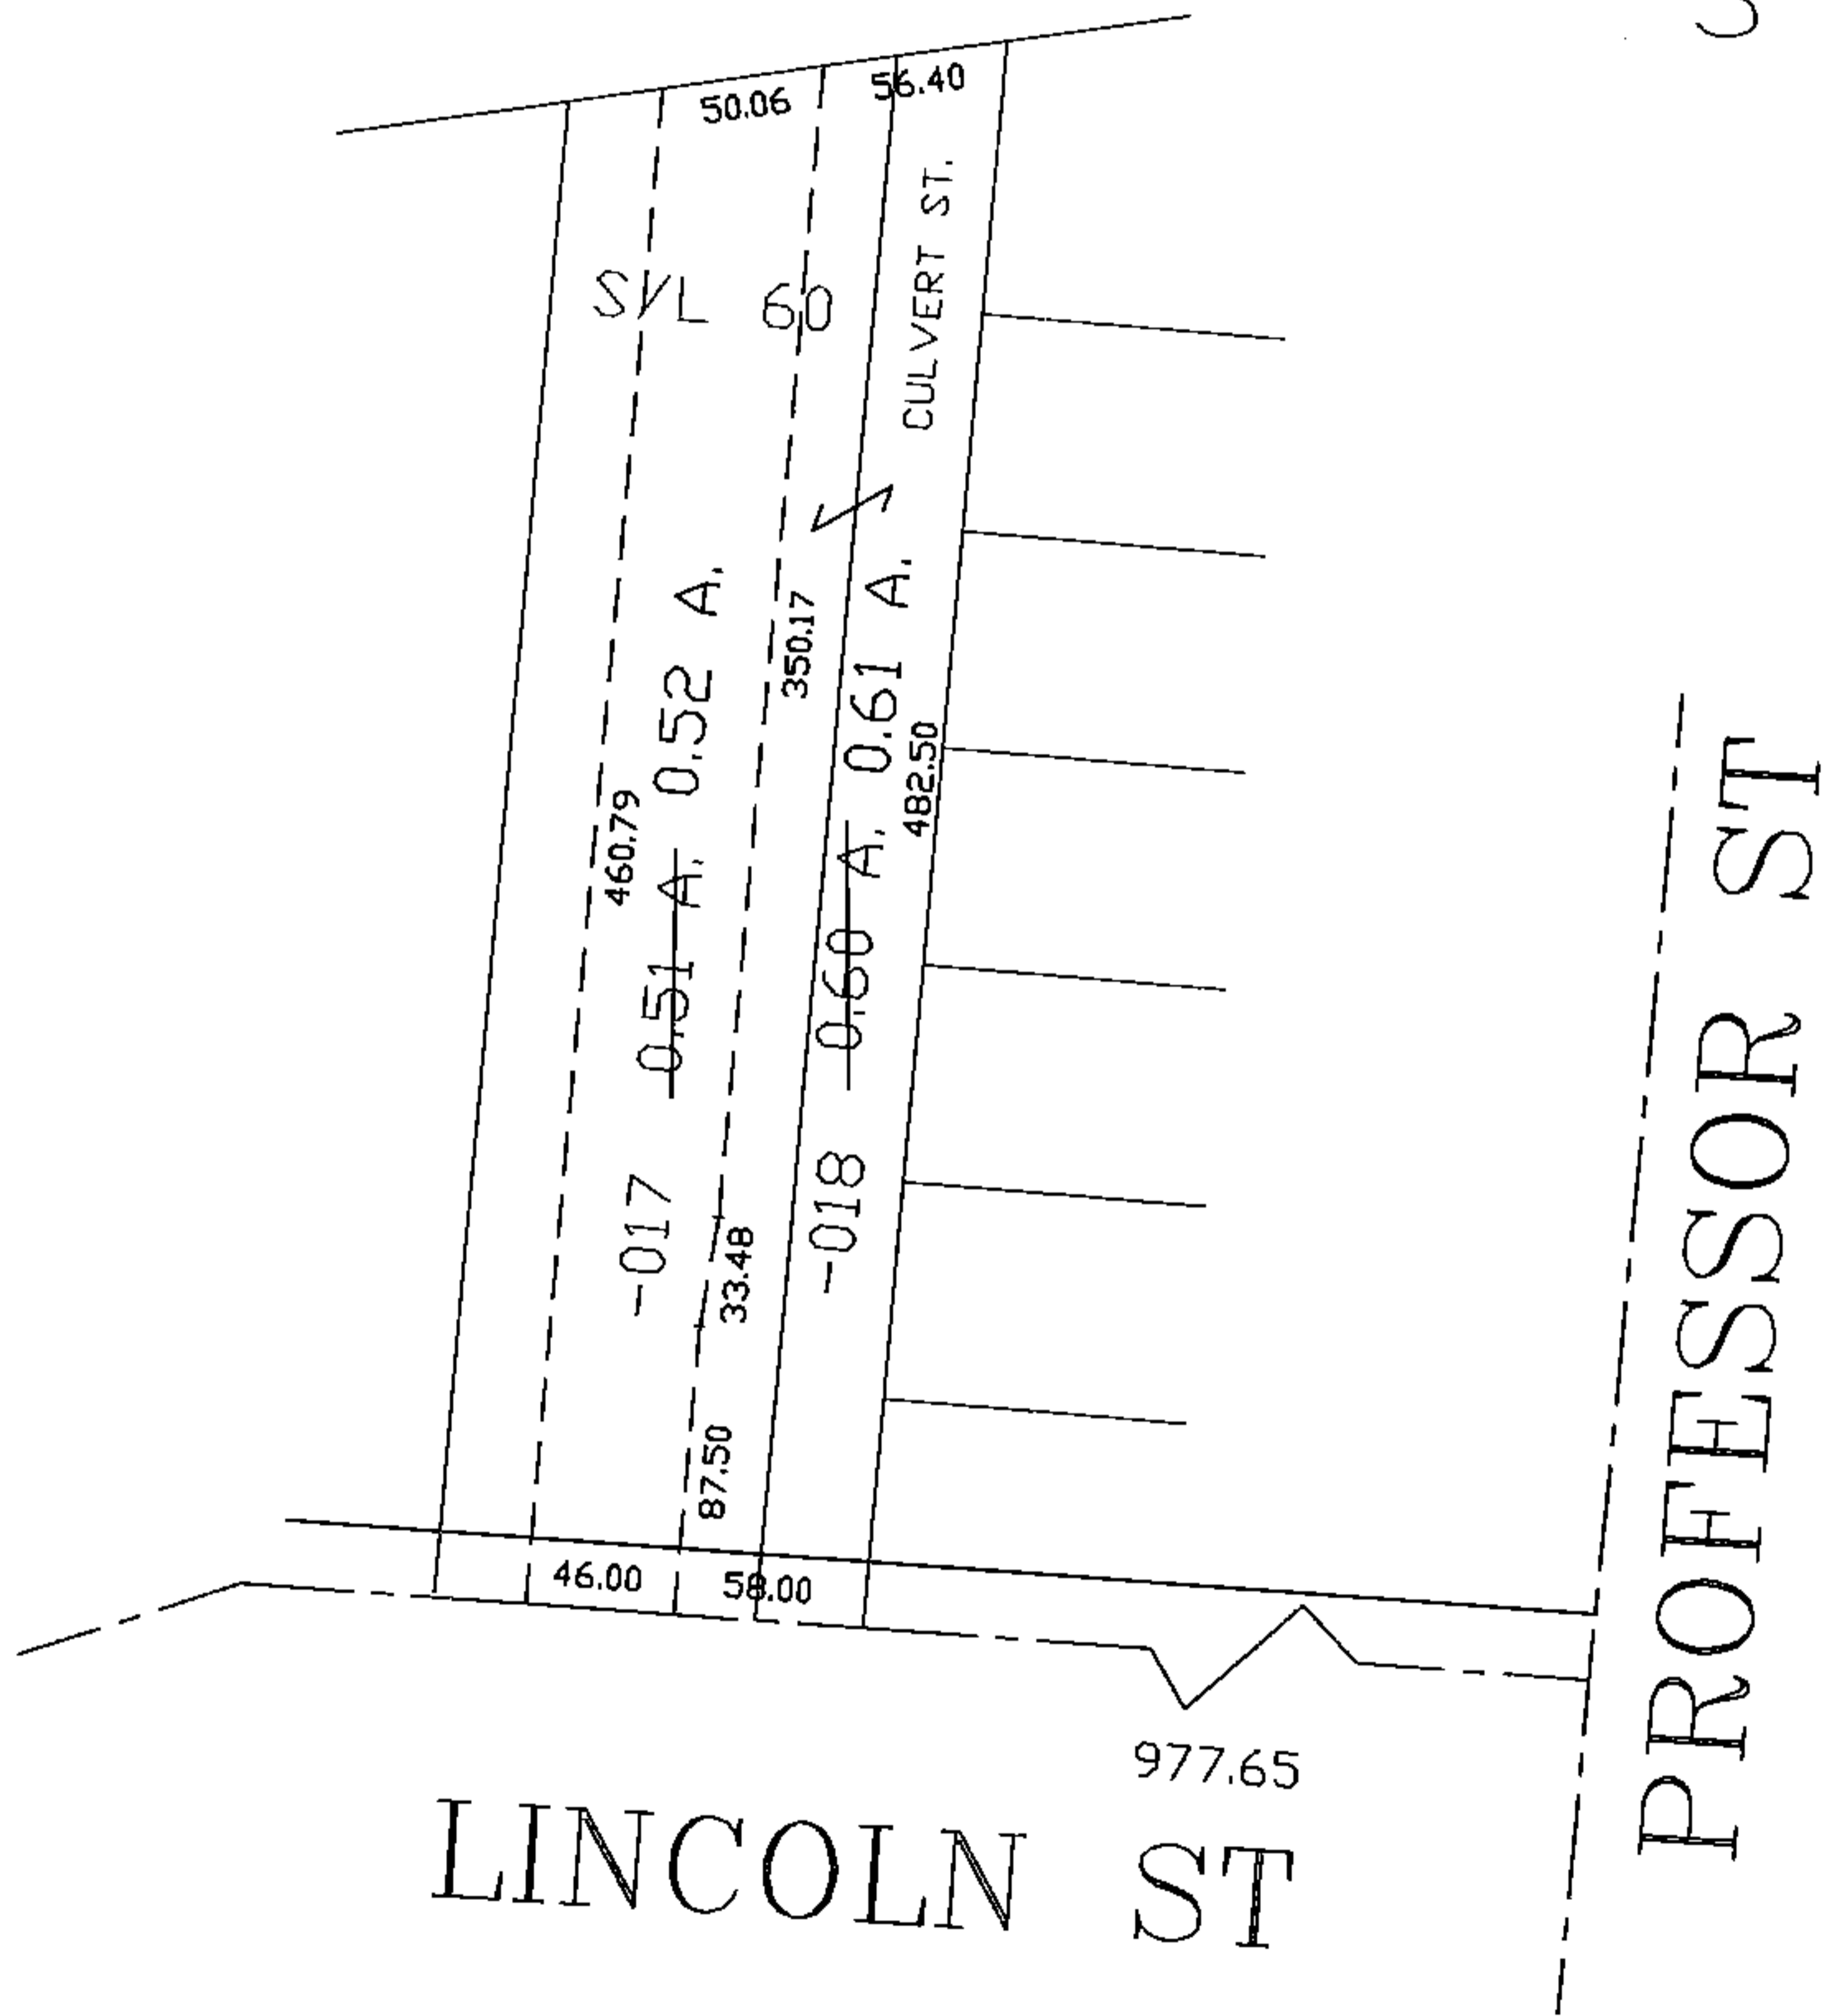 50.06
56.40
S/L 60
CULVERT ST.
350.17
460.79
482.50
-017 0.51 A. 0.52 A.
-018 0.60 A. 0.61 A.
33.48
87.50
46.00
58.00
977.65
LINCOLN ST
PROFESSOR ST